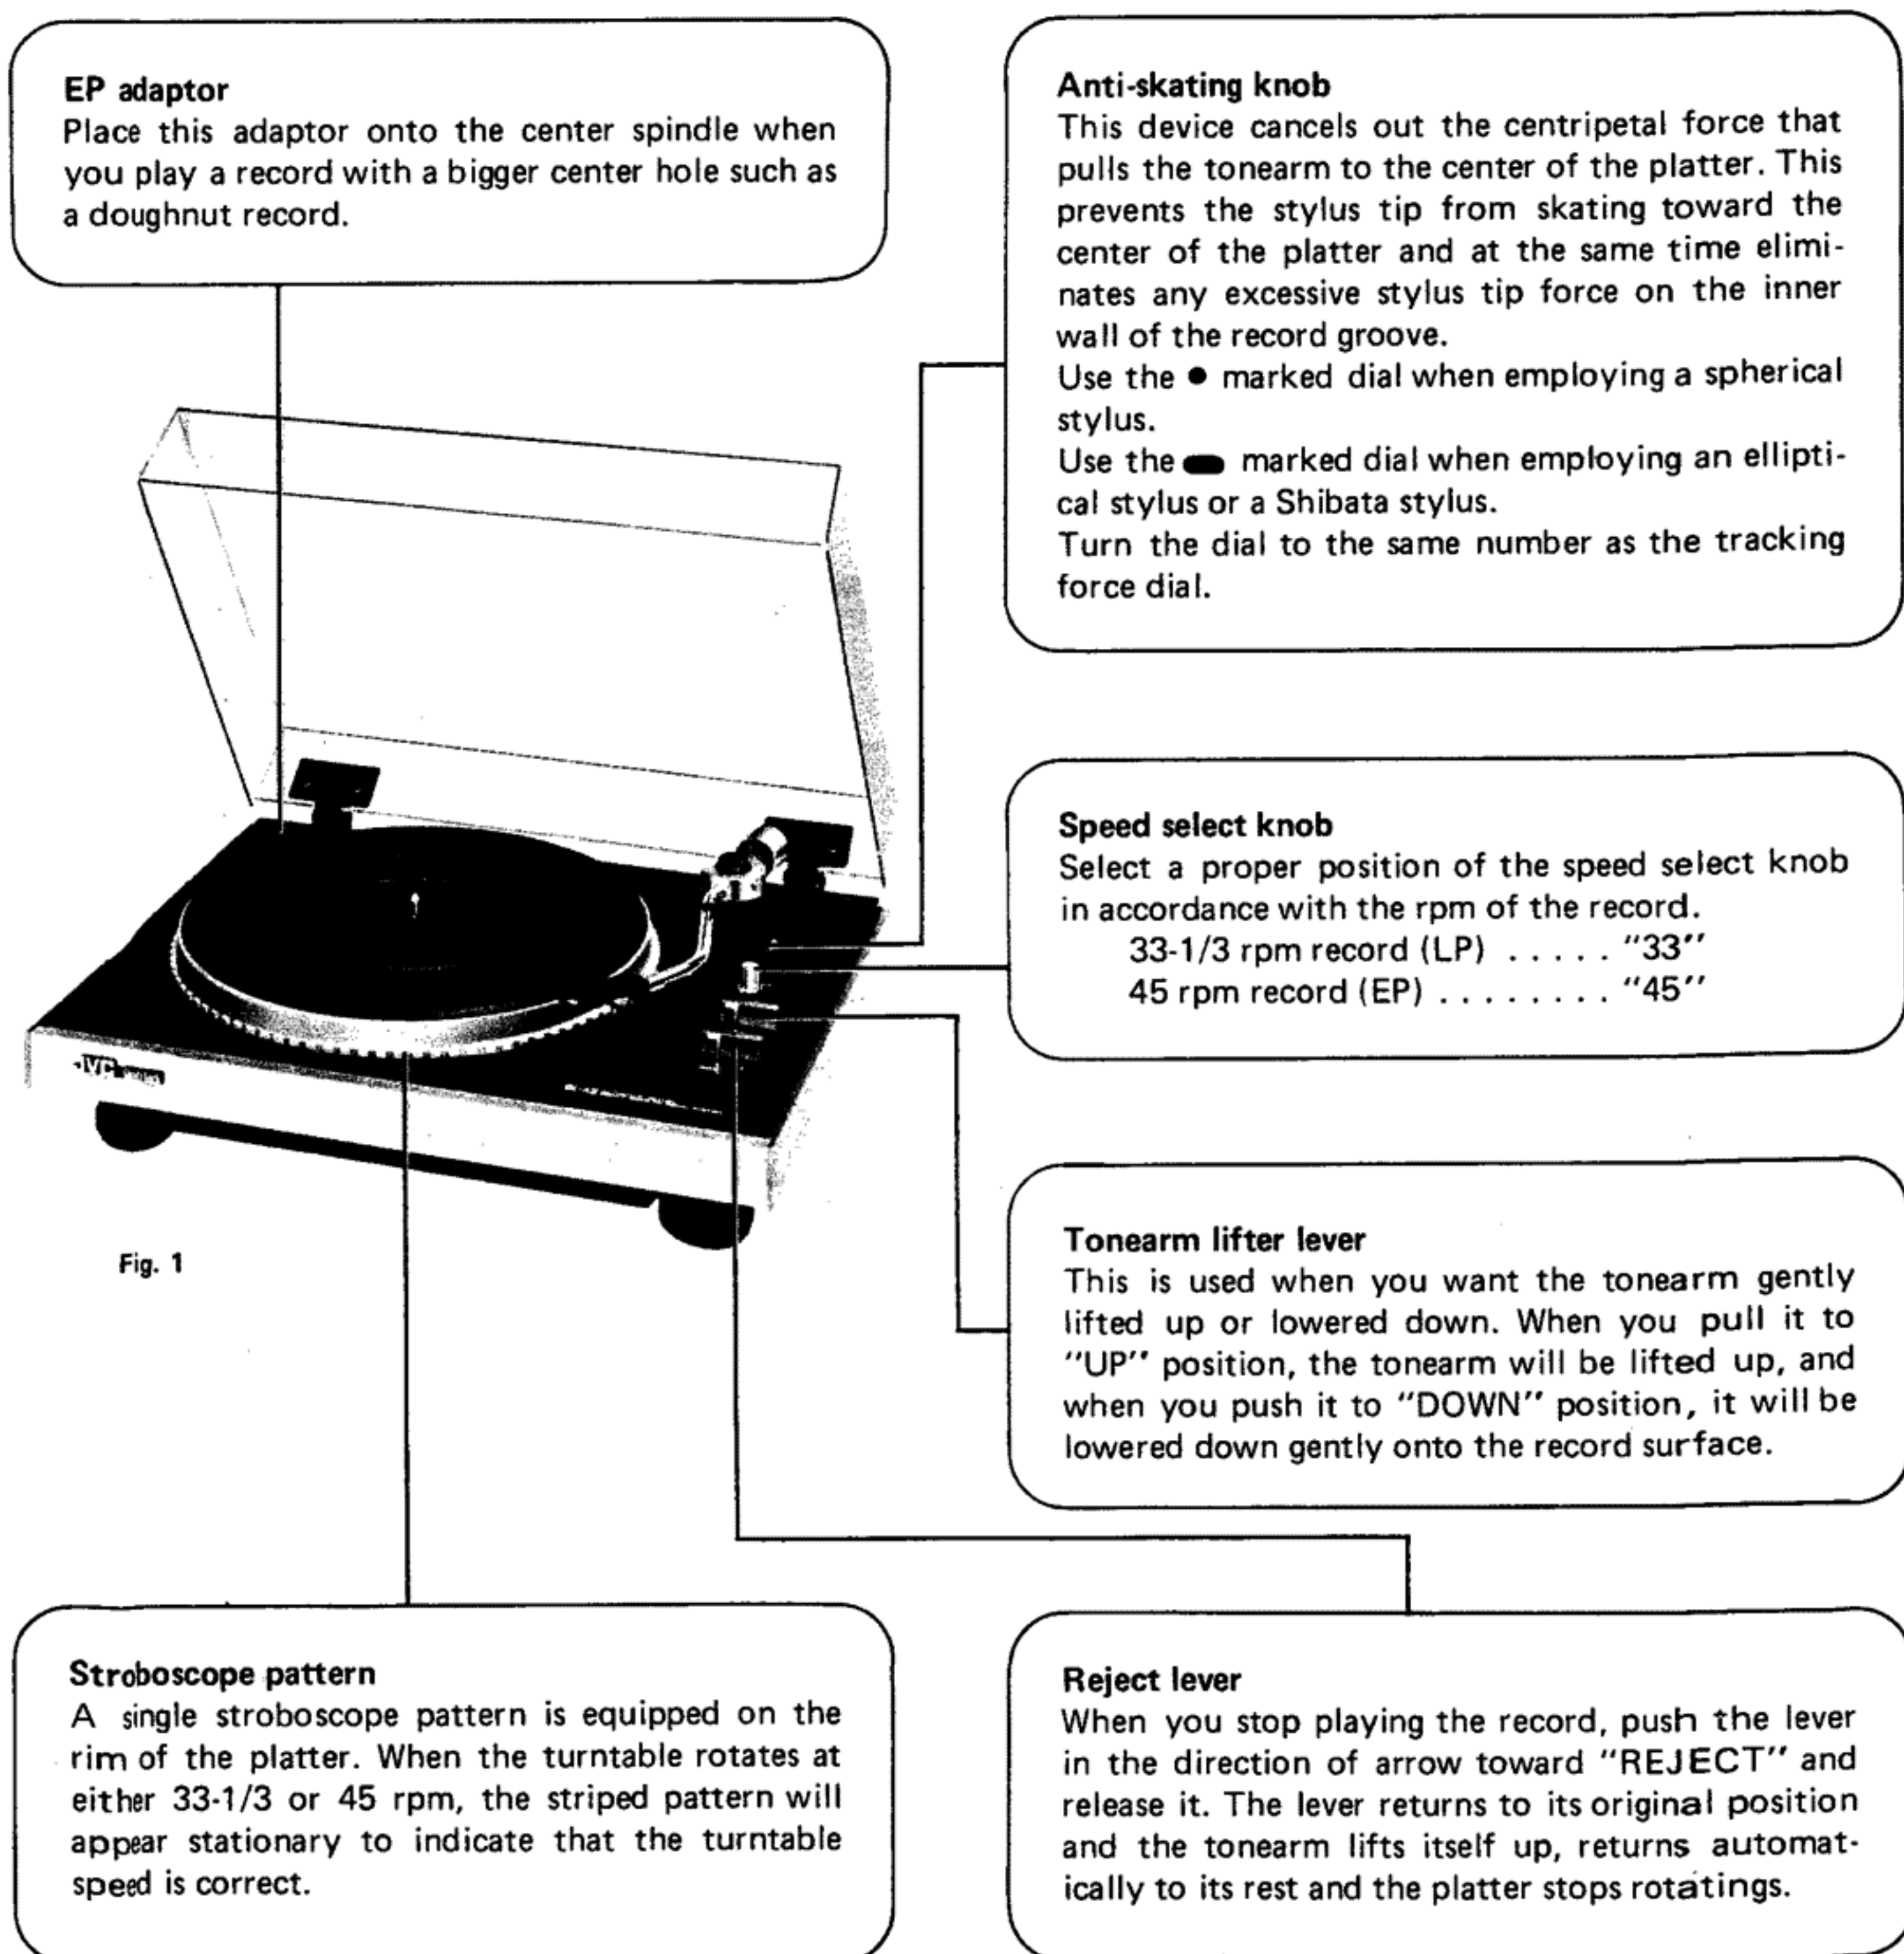 EP adaptor
Place this adaptor onto the center spindle when
you play a record with a bigger center hole such as
a doughnut record.
Anti-skating knob
This device cancels out the centripetal force that
pulls the tonearm to the center of the platter. This
prevents the stylus tip from skating toward the
center of the platter and at the same time elimi-
nates any excessive stylus tip force on the inner
wall of the record groove.
Use the ● marked dial when employing a spherical
stylus.
Use the ▬ marked dial when employing an ellipti-
cal stylus or a Shibata stylus.
Turn the dial to the same number as the tracking
force dial.
Speed select knob
Select a proper position of the speed select knob
in accordance with the rpm of the record.
33-1/3 rpm record (LP) ..... "33"
45 rpm record (EP) ........ "45"
JVC
Fig. 1
Tonearm lifter lever
This is used when you want the tonearm gently
lifted up or lowered down. When you pull it to
"UP" position, the tonearm will be lifted up, and
when you push it to "DOWN" position, it will be
lowered down gently onto the record surface.
Stroboscope pattern
A single stroboscope pattern is equipped on the
rim of the platter. When the turntable rotates at
either 33-1/3 or 45 rpm, the striped pattern will
appear stationary to indicate that the turntable
speed is correct.
Reject lever
When you stop playing the record, push the lever
in the direction of arrow toward "REJECT" and
release it. The lever returns to its original position
and the tonearm lifts itself up, returns automat-
ically to its rest and the platter stops rotatings.